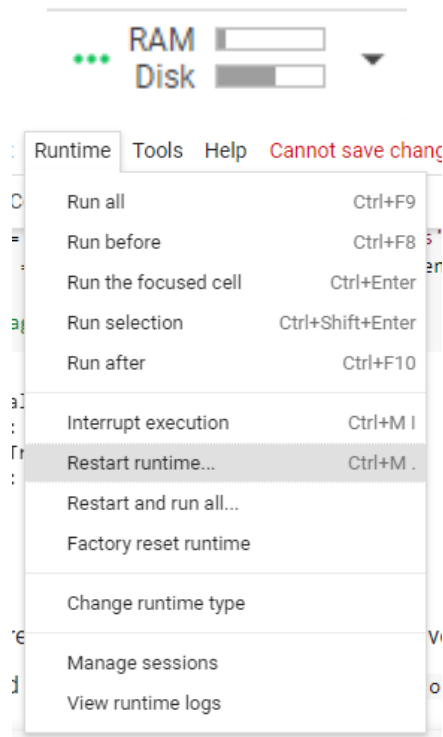 RAM
Disk
Runtime Tools Help Cannot save chang
Run all Ctrl+F9
Run before Ctrl+F8
Run the focused cell Ctrl+Enter
Run selection Ctrl+Shift+Enter
Run after Ctrl+F10
Interrupt execution Ctrl+M I
Restart runtime... Ctrl+M .
Restart and run all...
Factory reset runtime
Change runtime type
Manage sessions
View runtime logs